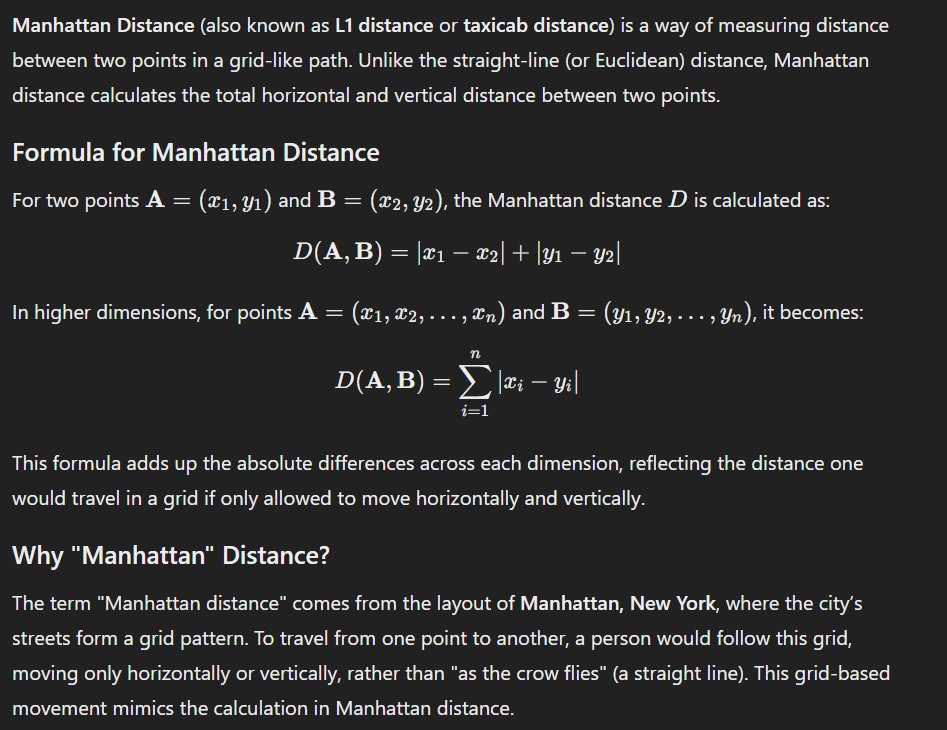 Manhattan Distance (also known as L1 distance or taxicab distance) is a way of measuring distance
between two points in a grid-like path. Unlike the straight-line (or Euclidean) distance, Manhattan
distance calculates the total horizontal and vertical distance between two points.
Formula for Manhattan Distance
For two points A = (x₁, y₁) and B = (x₂, y₂), the Manhattan distance D is calculated as:
D(A, B) = |x₁ − x₂| + |y₁ − y₂|
In higher dimensions, for points A = (x₁, x₂, . . . , xₙ) and B = (y₁, y₂, . . . , yₙ), it becomes:
n
D(A, B) = ∑ |xᵢ − yᵢ|
i=1
This formula adds up the absolute differences across each dimension, reflecting the distance one
would travel in a grid if only allowed to move horizontally and vertically.
Why "Manhattan" Distance?
The term "Manhattan distance" comes from the layout of Manhattan, New York, where the city’s
streets form a grid pattern. To travel from one point to another, a person would follow this grid,
moving only horizontally or vertically, rather than "as the crow flies" (a straight line). This grid-based
movement mimics the calculation in Manhattan distance.